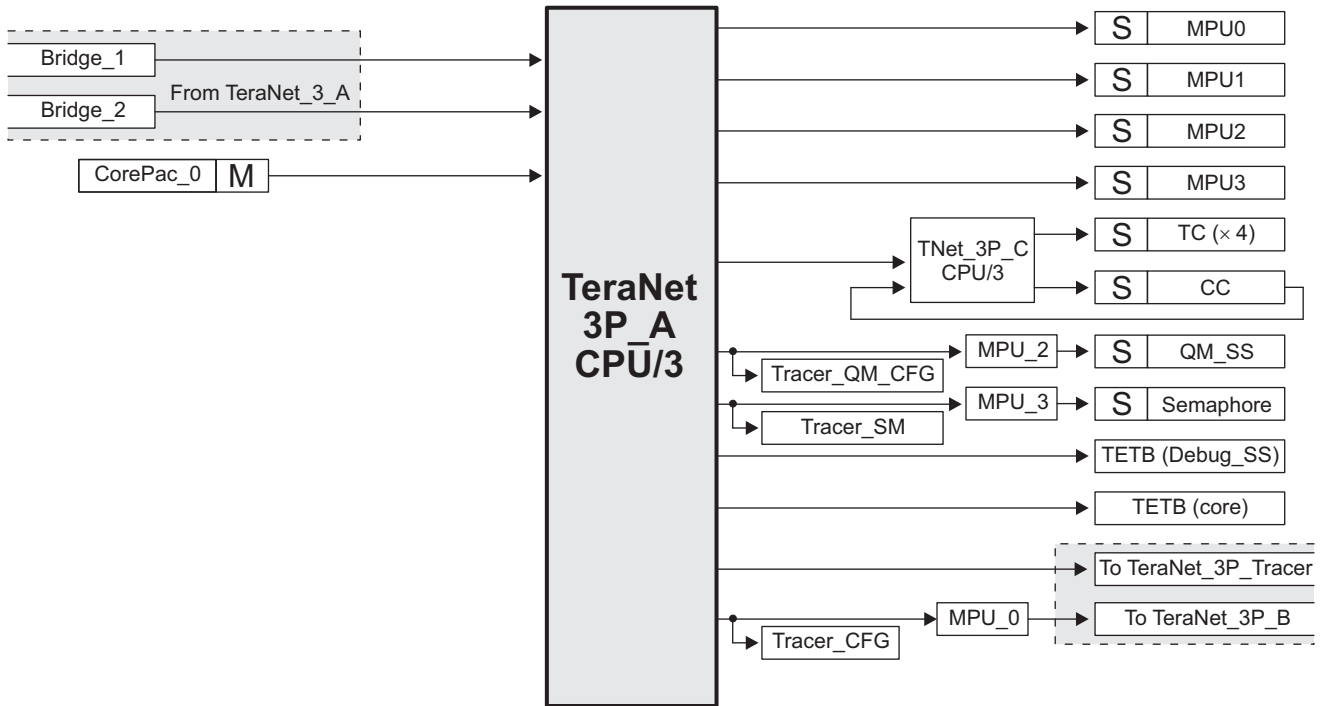 Bridge_1
From TeraNet_3_A
Bridge_2
CorePac_0 M
TeraNet
3P_A
CPU/3
S MPU0
S MPU1
S MPU2
S MPU3
TNet_3P_C
CPU/3
S TC (× 4)
S CC
MPU_2
S QM_SS
Tracer_QM_CFG
MPU_3
S Semaphore
Tracer_SM
TETB (Debug_SS)
TETB (core)
To TeraNet_3P_Tracer
MPU_0
To TeraNet_3P_B
Tracer_CFG